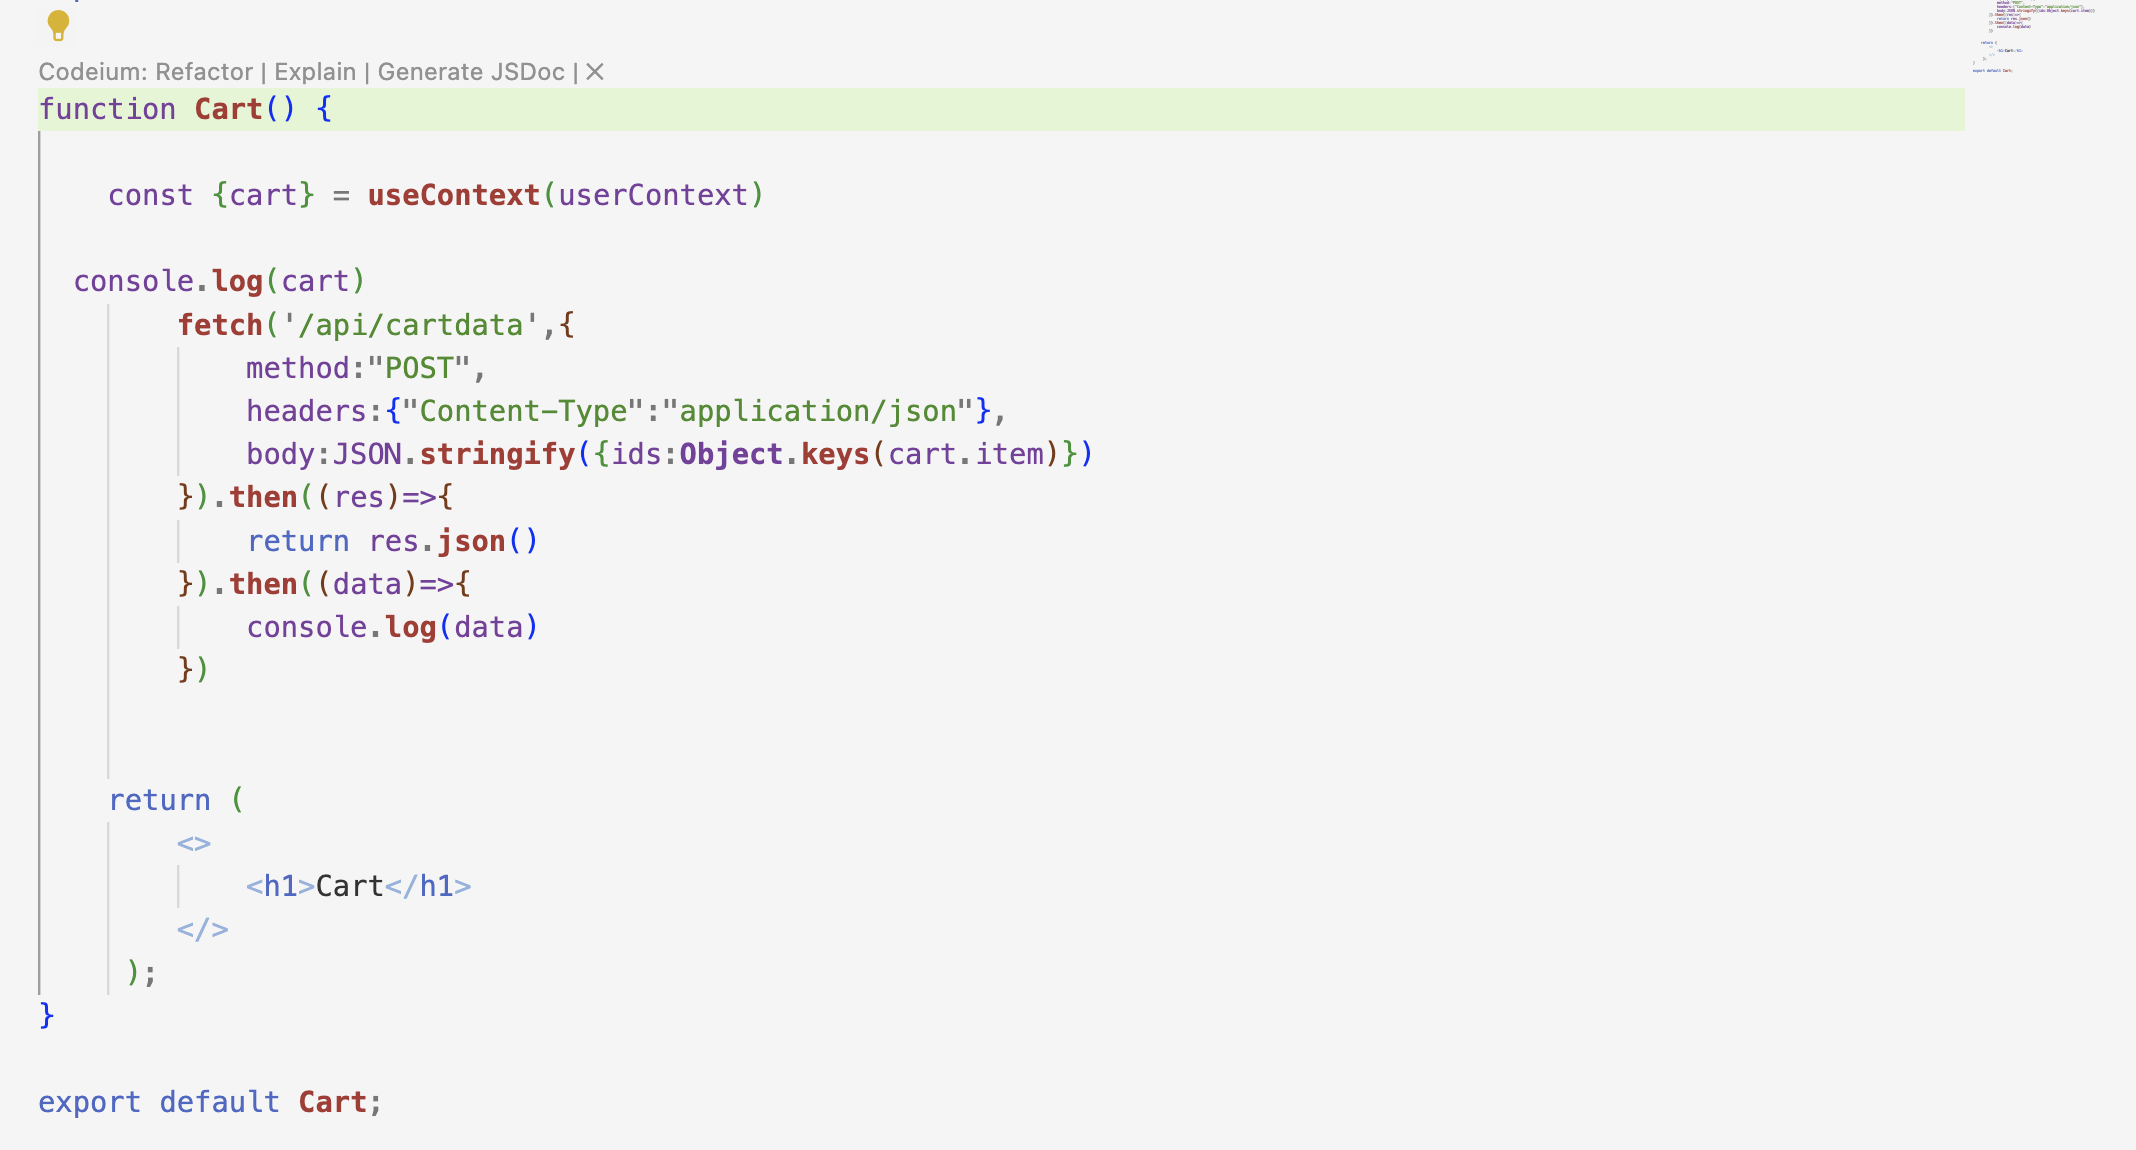 Codeium: Refactor | Explain | Generate JSDoc | ×
function Cart() {
const {cart} = useContext(userContext)
console.log(cart)
fetch('/api/cartdata',{
method:"POST",
headers:{"Content-Type":"application/json"},
body:JSON.stringify({ids:Object.keys(cart.item)})
}).then((res)=>{
return res.json()
}).then((data)=>{
console.log(data)
})
return (
<>
<h1>Cart</h1>
</>
);
}
export default Cart;